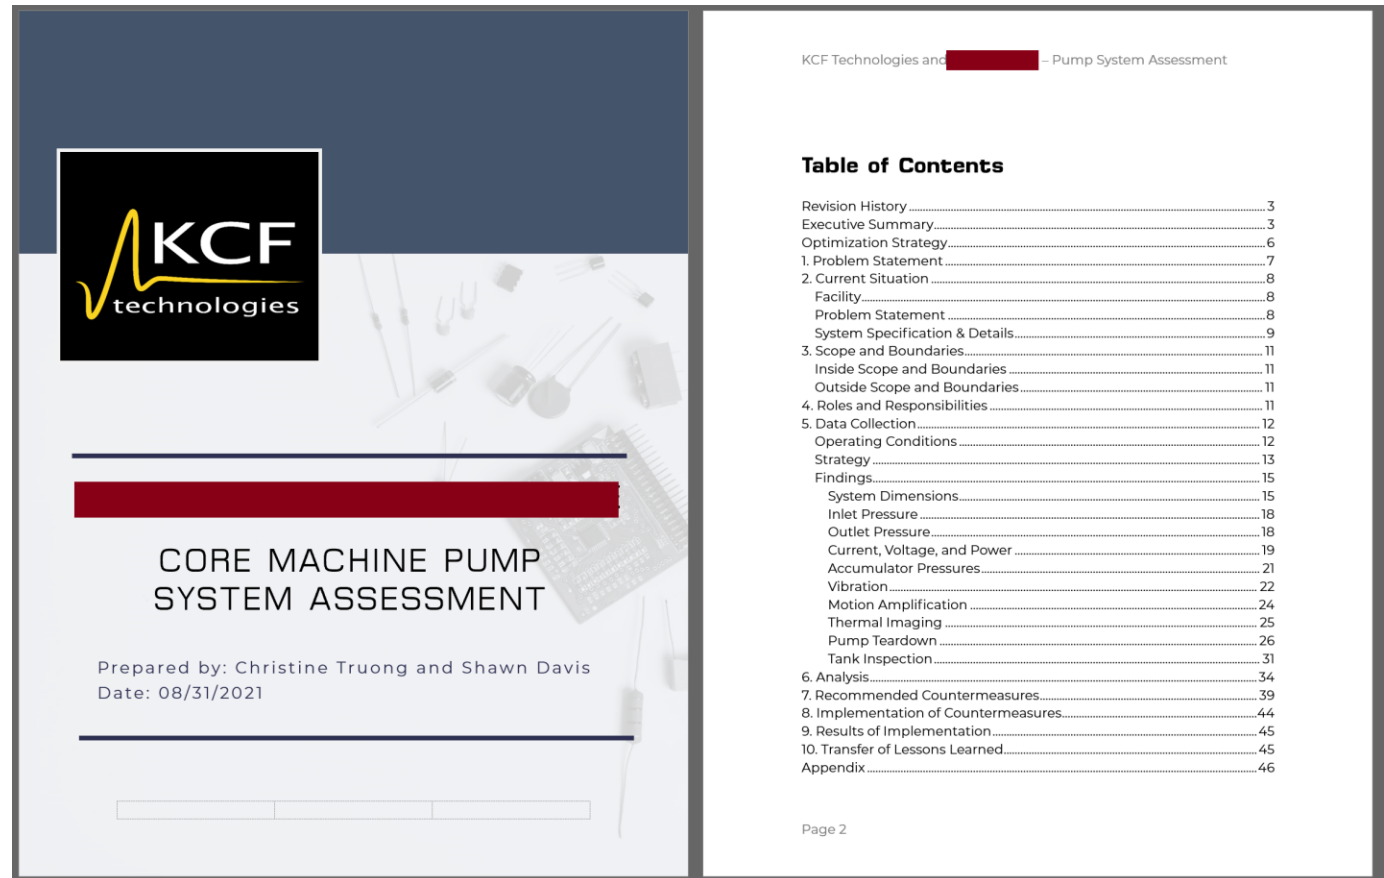 KCF
technologies
CORE MACHINE PUMP
SYSTEM ASSESSMENT
Prepared by: Christine Truong and Shawn Davis
Date: 08/31/2021
KCF Technologies and – Pump System Assessment
Table of Contents
Revision History 3
Executive Summary 3
Optimization Strategy 6
1. Problem Statement 7
2. Current Situation 8
Facility 8
Problem Statement 8
System Specification & Details 9
3. Scope and Boundaries 11
Inside Scope and Boundaries 11
Outside Scope and Boundaries 11
4. Roles and Responsibilities 11
5. Data Collection 12
Operating Conditions 12
Strategy 13
Findings 15
System Dimensions 15
Inlet Pressure 18
Outlet Pressure 18
Current, Voltage, and Power 19
Accumulator Pressures 21
Vibration 22
Motion Amplification 24
Thermal Imaging 25
Pump Teardown 26
Tank Inspection 31
6. Analysis 34
7. Recommended Countermeasures 39
8. Implementation of Countermeasures 44
9. Results of Implementation 45
10. Transfer of Lessons Learned 45
Appendix 46
Page 2